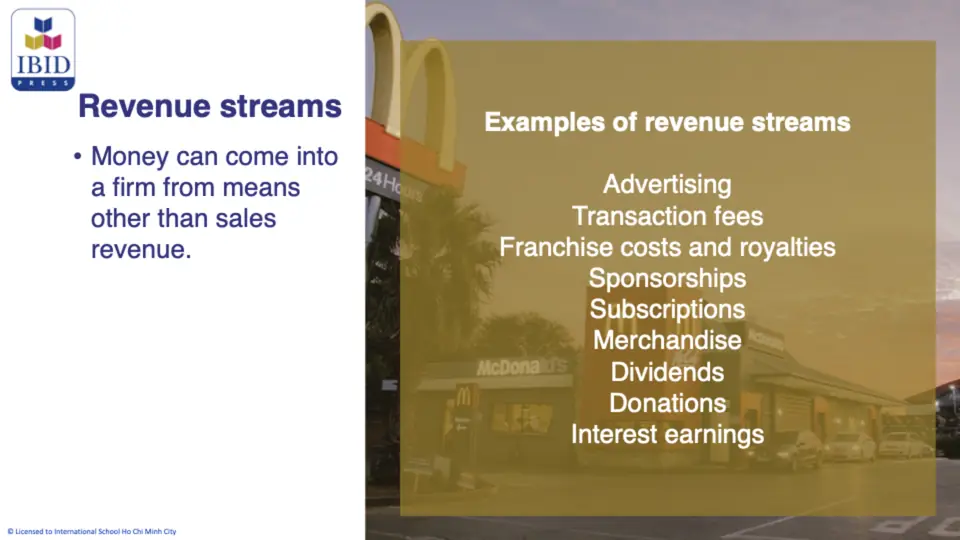 IBID
PRESS
Revenue streams
• Money can come into
a firm from means
other than sales
revenue.
Examples of revenue streams
Advertising
Transaction fees
Franchise costs and royalties
Sponsorships
Subscriptions
Merchandise
Dividends
Donations
Interest earnings
24 Hours
McDonald's
© Licensed to International School Ho Chi Minh City